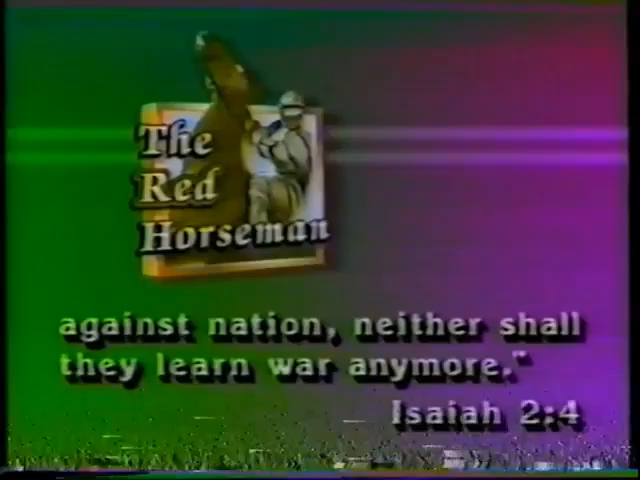 The
Red
Horseman
against nation, neither shall
they learn war anymore."
Isaiah 2:4